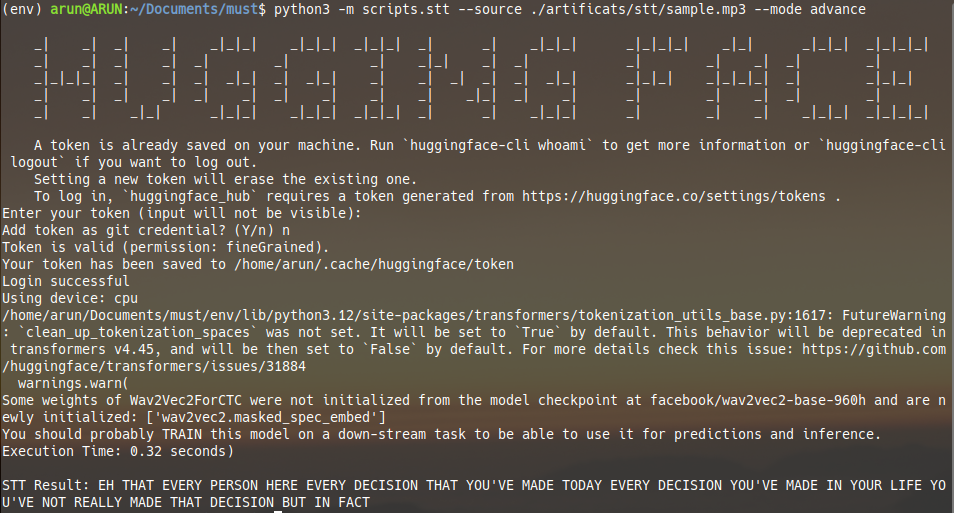 (env) arun@ARUN:~/Documents/must$ python3 -m scripts.stt --source ./artificats/stt/sample.mp3 --mode advance
HUGGING FACE
A token is already saved on your machine. Run `huggingface-cli whoami` to get more information or `huggingface-cli
logout` if you want to log out.
Setting a new token will erase the existing one.
To log in, `huggingface_hub` requires a token generated from https://huggingface.co/settings/tokens .
Enter your token (input will not be visible):
Add token as git credential? (Y/n) n
Token is valid (permission: fineGrained).
Your token has been saved to /home/arun/.cache/huggingface/token
Login successful
Using device: cpu
/home/arun/Documents/must/env/lib/python3.12/site-packages/transformers/tokenization_utils_base.py:1617: FutureWarning
: `clean_up_tokenization_spaces` was not set. It will be set to `True` by default. This behavior will be deprecated in
transformers v4.45, and will be then set to `False` by default. For more details check this issue: https://github.com
/huggingface/transformers/issues/31884
warnings.warn(
Some weights of Wav2Vec2ForCTC were not initialized from the model checkpoint at facebook/wav2vec2-base-960h and are n
ewly initialized: ['wav2vec2.masked_spec_embed']
You should probably TRAIN this model on a down-stream task to be able to use it for predictions and inference.
Execution Time: 0.32 seconds)
STT Result: EH THAT EVERY PERSON HERE EVERY DECISION THAT YOU'VE MADE TODAY EVERY DECISION YOU'VE MADE IN YOUR LIFE YO
U'VE NOT REALLY MADE THAT DECISION BUT IN FACT